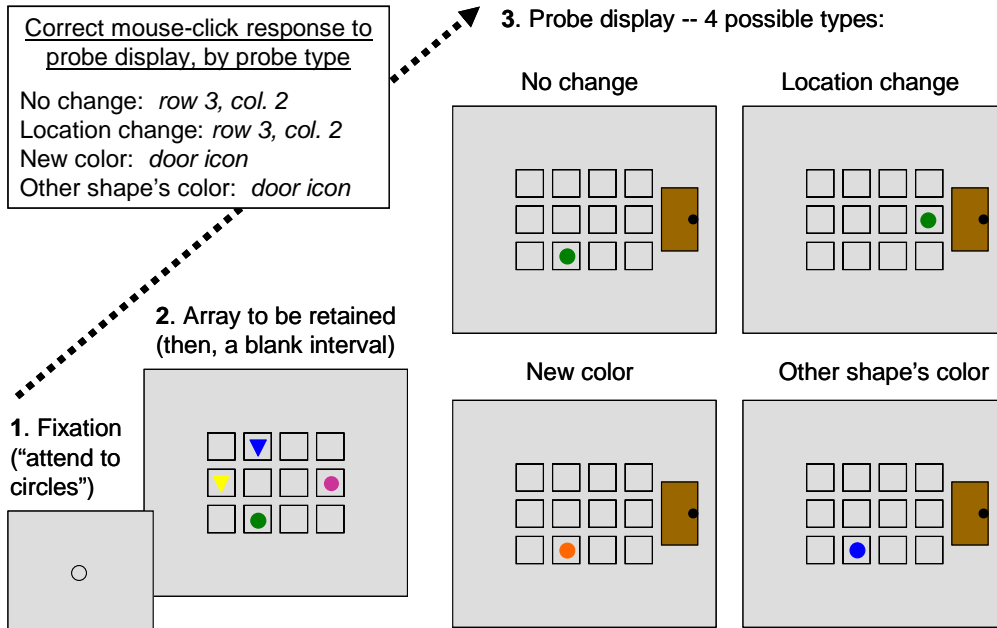 Correct mouse-click response to
probe display, by probe type
No change: row 3, col. 2
Location change: row 3, col. 2
New color: door icon
Other shape's color: door icon
1. Fixation
("attend to
circles")
2. Array to be retained
(then, a blank interval)
3. Probe display -- 4 possible types:
No change
Location change
New color
Other shape's color